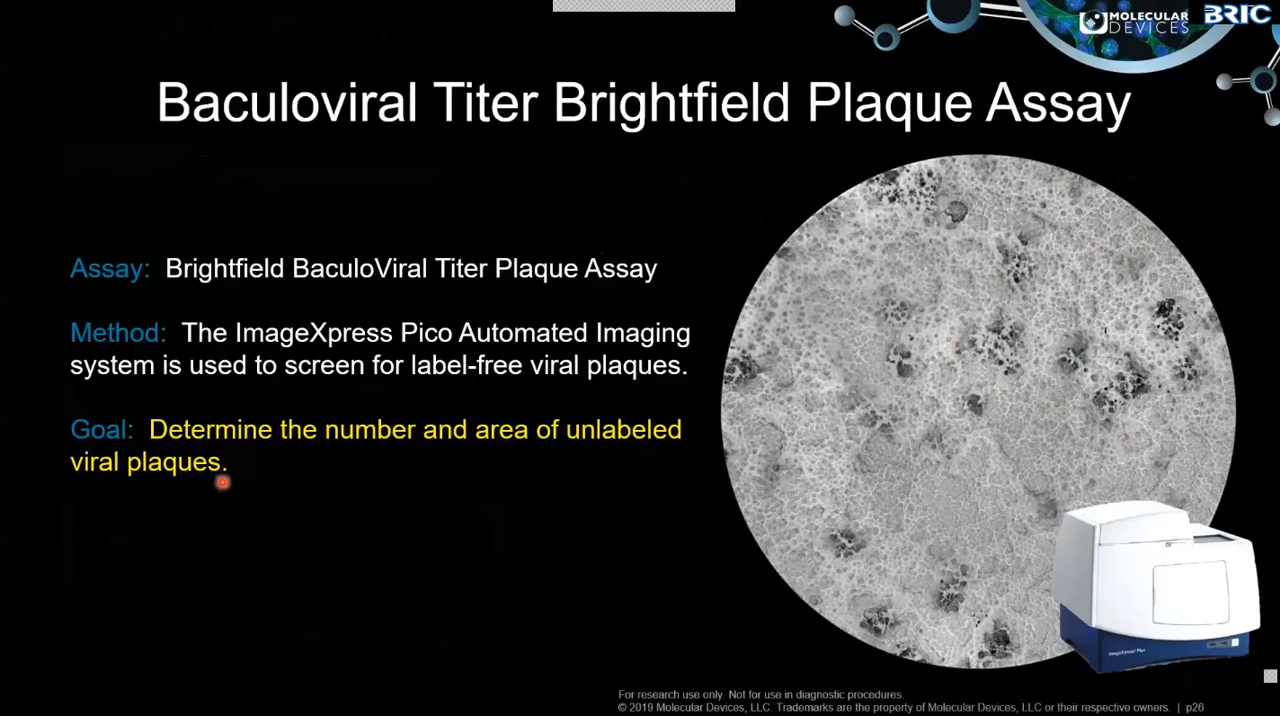 MOLECULAR
DEVICES
BRIC
Baculoviral Titer Brightfield Plaque Assay
Assay: Brightfield BaculoViral Titer Plaque Assay
Method: The ImageXpress Pico Automated Imaging
system is used to screen for label-free viral plaques.
Goal: Determine the number and area of unlabeled
viral plaques.
ImageXpress Pico
For research use only. Not for use in diagnostic procedures.
© 2019 Molecular Devices, LLC. Trademarks are the property of Molecular Devices, LLC or their respective owners. | p26